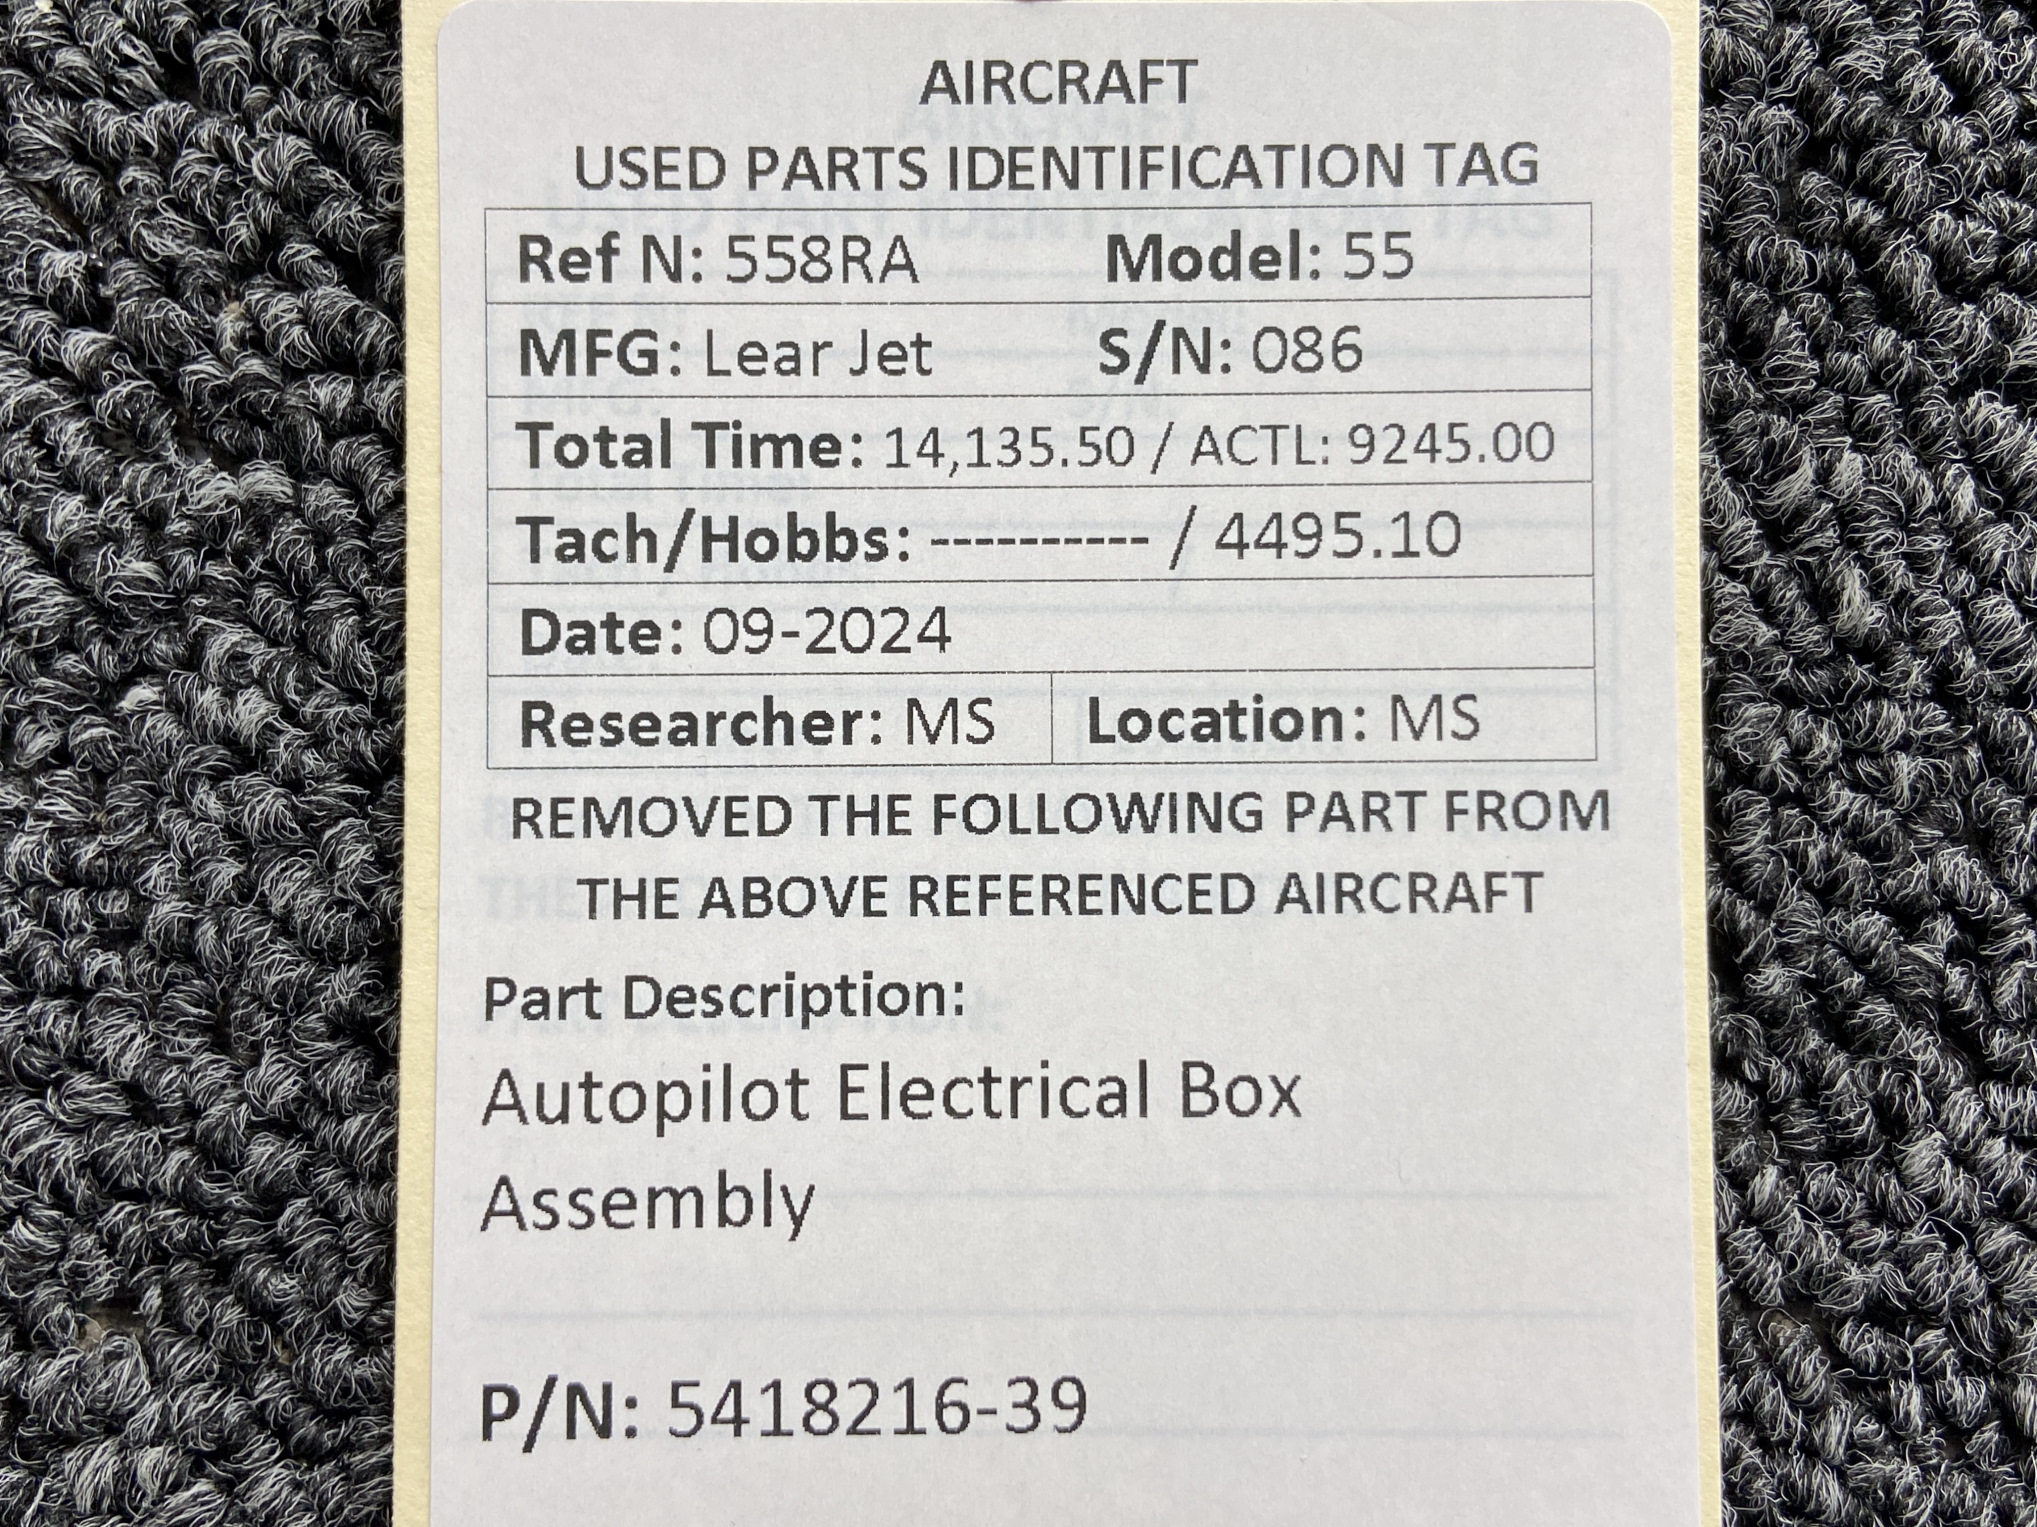 AIRCRAFT
USED PARTS IDENTIFICATION TAG
Ref N: 558RA Model: 55
MFG: Lear Jet S/N: 086
Total Time: 14,135.50 / ACTL: 9245.00
Tach/Hobbs: ---------- / 4495.10
Date: 09-2024
Researcher: MS Location: MS
REMOVED THE FOLLOWING PART FROM
THE ABOVE REFERENCED AIRCRAFT
Part Description:
Autopilot Electrical Box
Assembly
P/N: 5418216-39